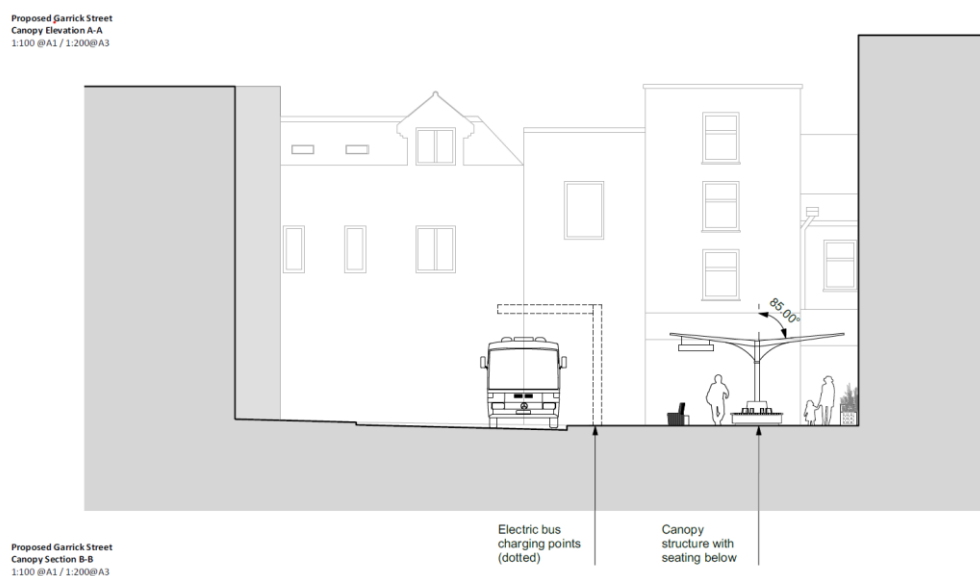 Proposed Garrick Street
Canopy Elevation A-A
1:100 @A1 / 1:200@A3
85.00°
Electric bus
charging points
(dotted)
Canopy
structure with
seating below
Proposed Garrick Street
Canopy Section B-B
1:100 @A1 / 1:200@A3